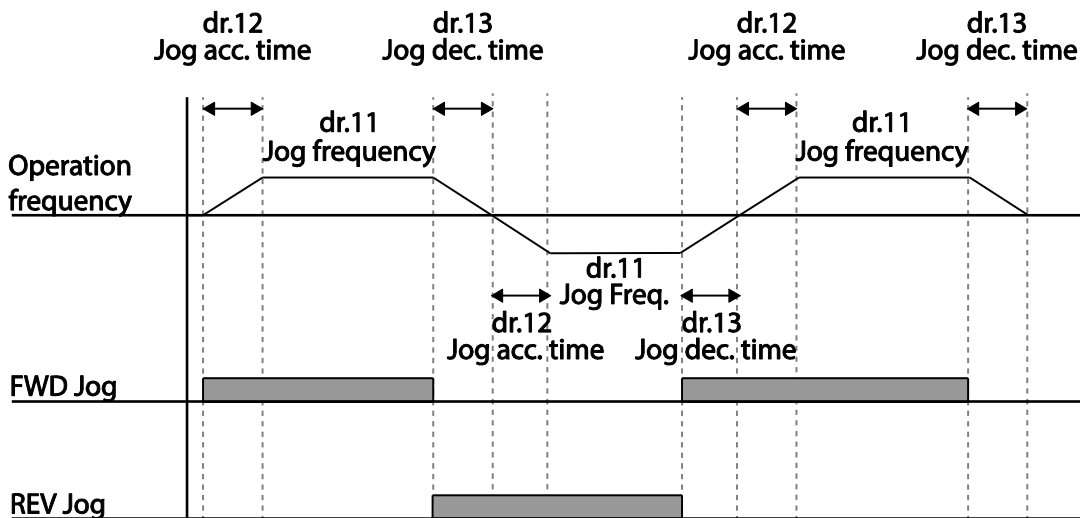 dr.12
Jog acc. time
dr.13
Jog dec. time
dr.12
Jog acc. time
dr.13
Jog dec. time
dr.11
Jog frequency
dr.11
Jog frequency
Operation
frequency
dr.11
Jog Freq.
dr.12
Jog acc. time
dr.13
Jog dec. time
FWD Jog
REV Jog